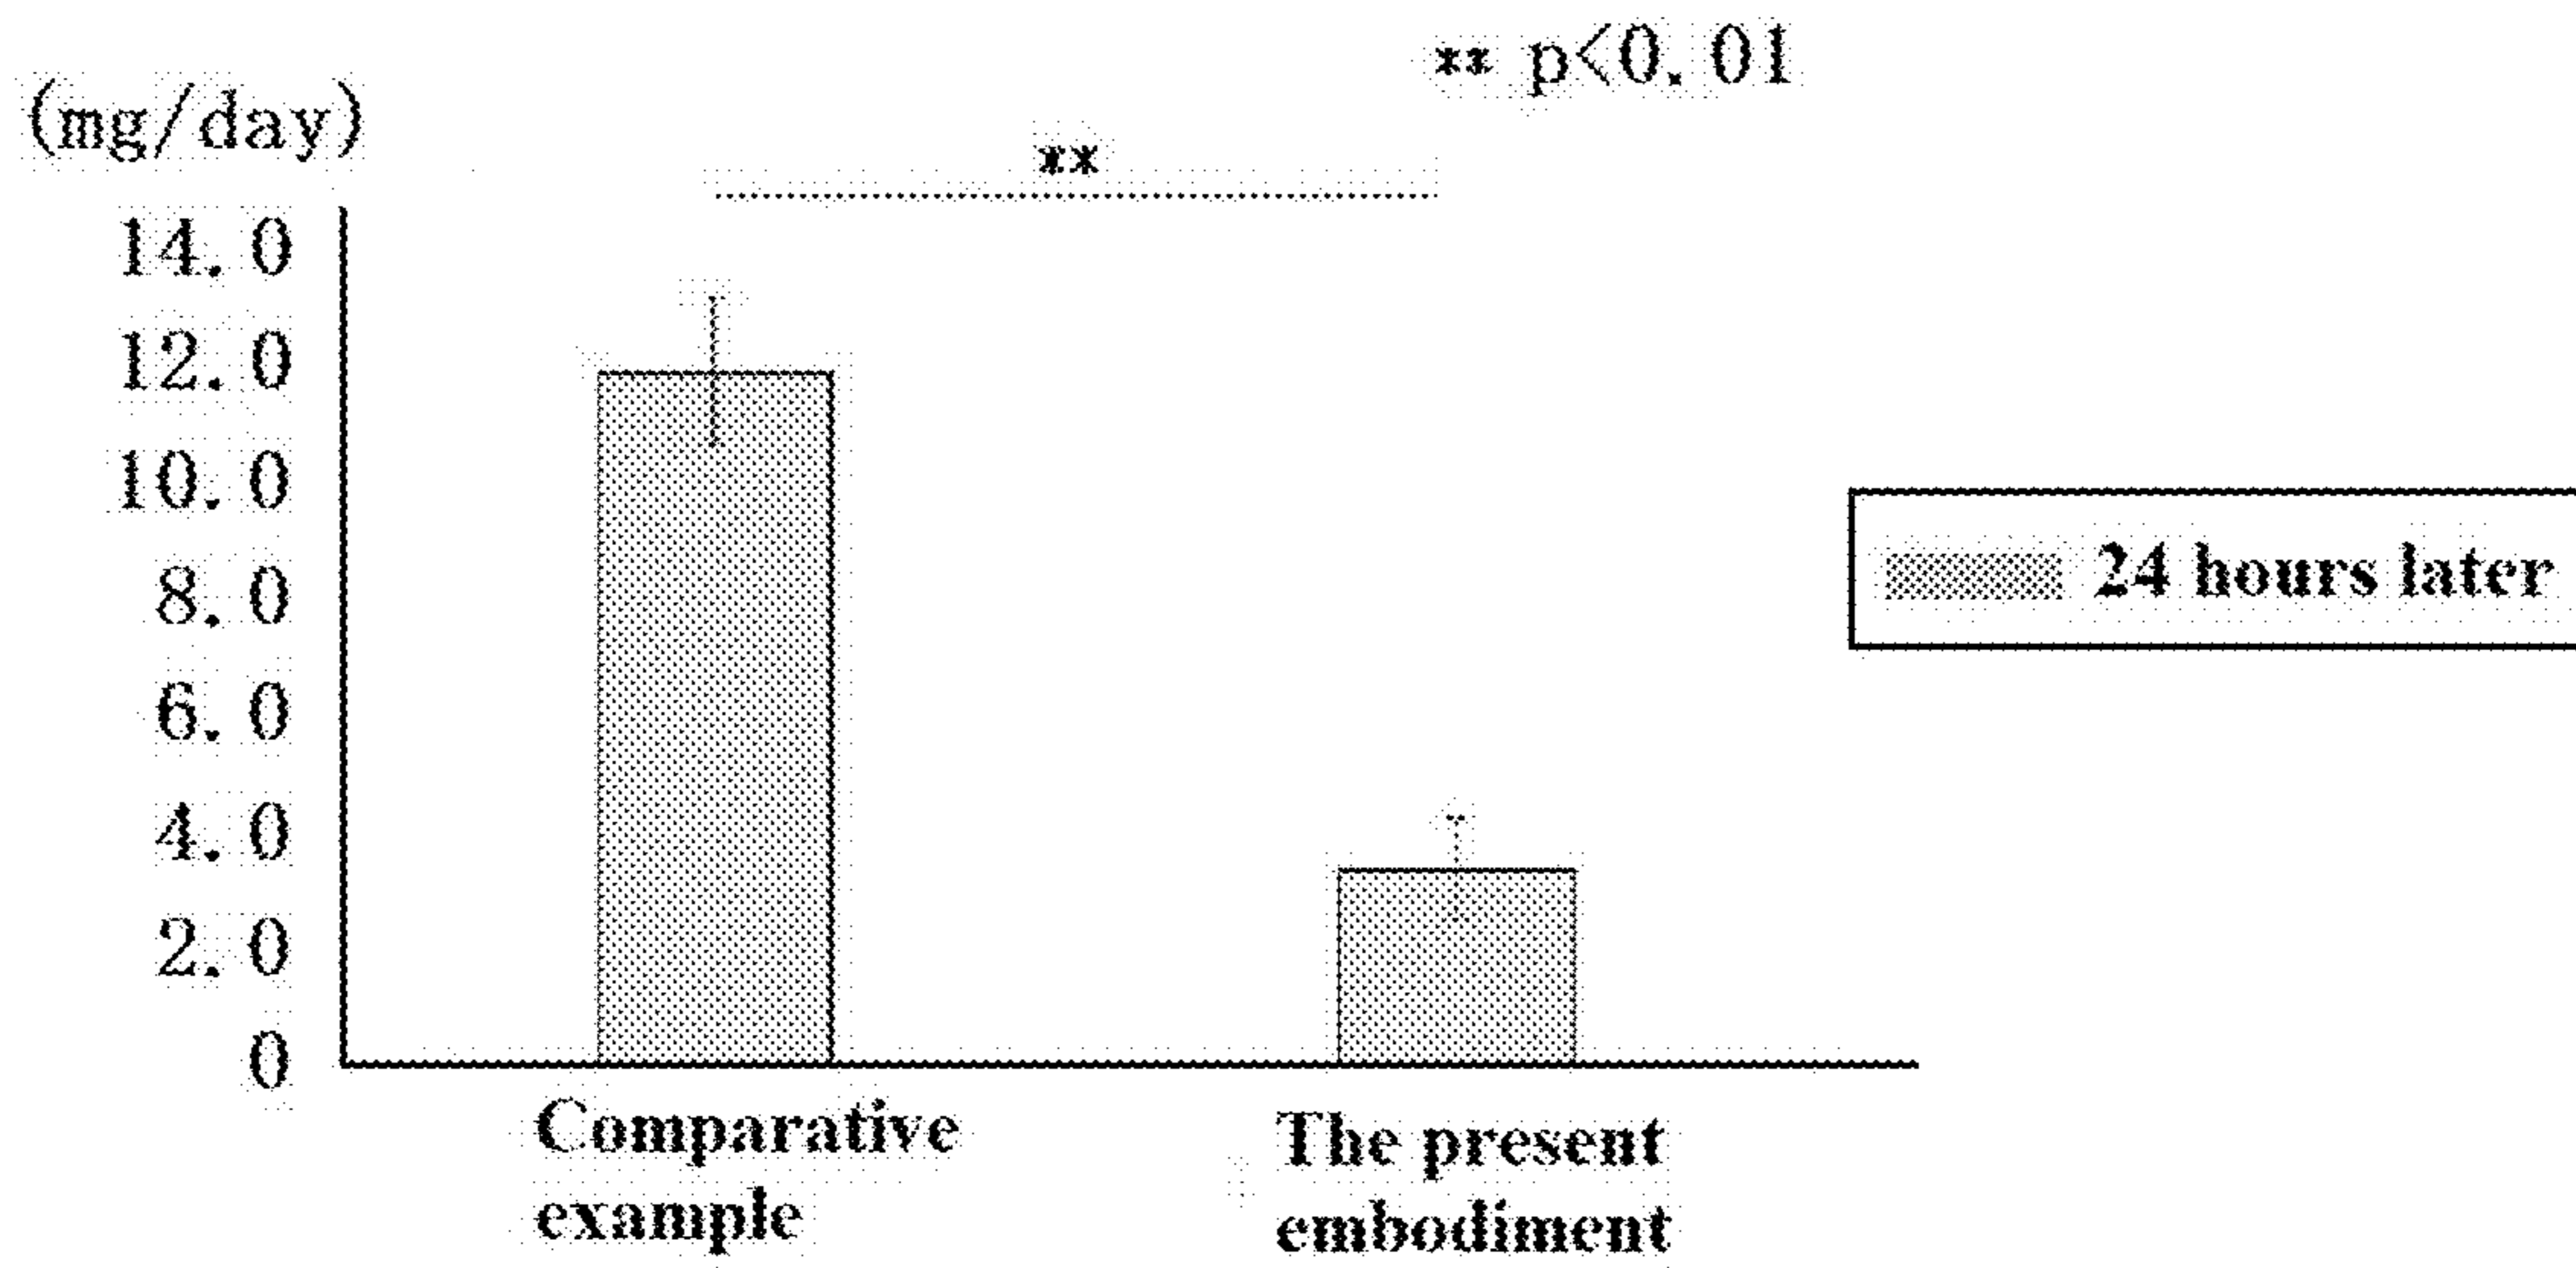 ** p<0.01
(mg/day)
**
14.0
12.0
10.0
8.0
6.0
4.0
2.0
0
24 hours later
Comparative
example
The present
embodiment